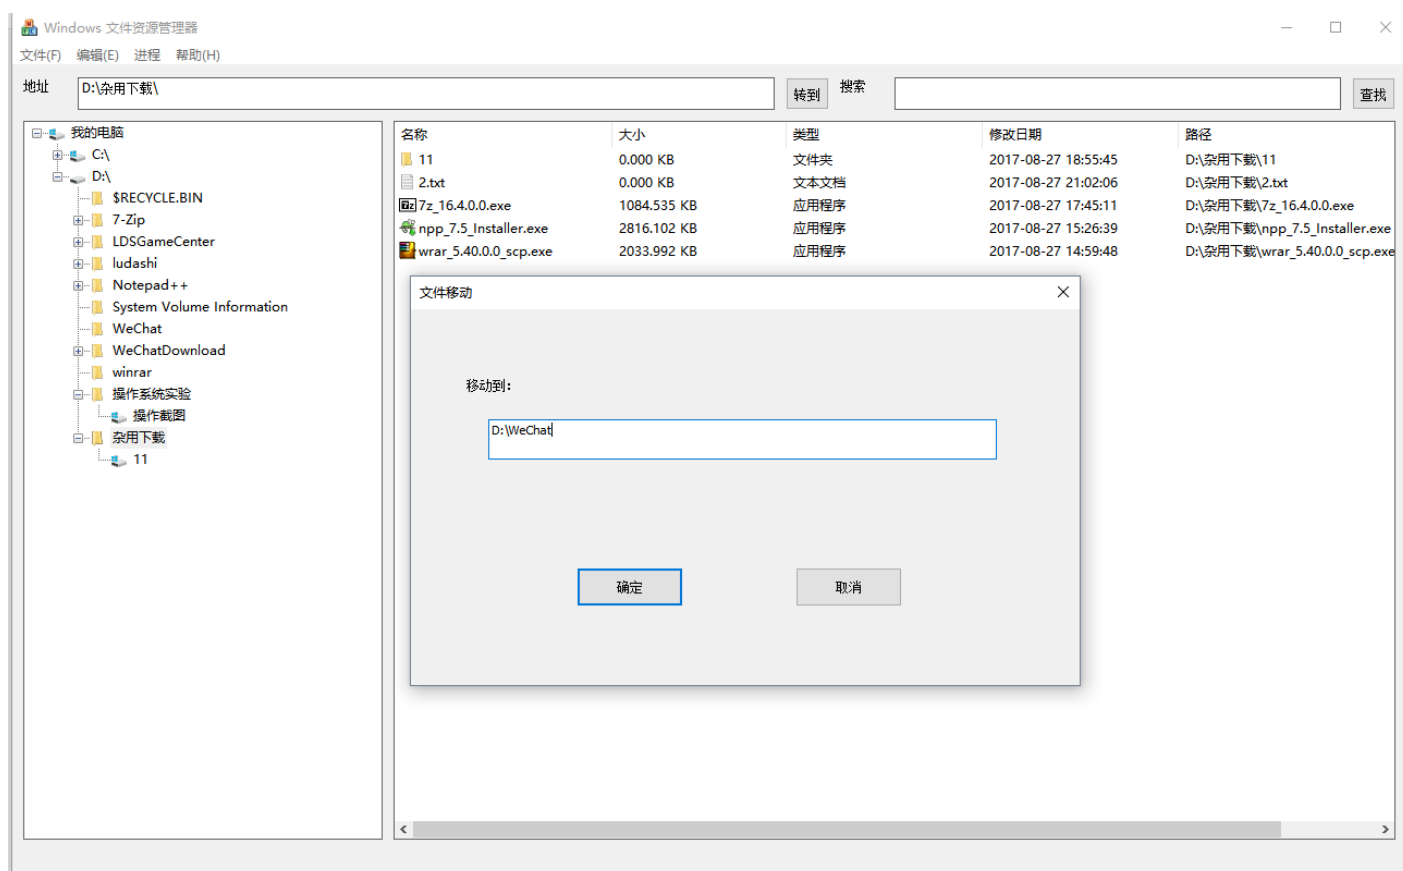 Windows 文件资源管理器
文件(F) 编辑(E) 进程 帮助(H)
地址 D:\杂用下载\ 转到 搜索 查找
我的电脑
C:\
D:\
$RECYCLE.BIN
7-Zip
LDSGameCenter
ludashi
Notepad++
System Volume Information
WeChat
WeChatDownload
winrar
操作系统实验
操作截图
杂用下载
11
名称 大小 类型 修改日期 路径
11 0.000 KB 文件夹 2017-08-27 18:55:45 D:\杂用下载\11
2.txt 0.000 KB 文本文档 2017-08-27 21:02:06 D:\杂用下载\2.txt
7z_16.4.0.0.exe 1084.535 KB 应用程序 2017-08-27 17:45:11 D:\杂用下载\7z_16.4.0.0.exe
npp_7.5_Installer.exe 2816.102 KB 应用程序 2017-08-27 15:26:39 D:\杂用下载\npp_7.5_Installer.exe
wrar_5.40.0.0_scp.exe 2033.992 KB 应用程序 2017-08-27 14:59:48 D:\杂用下载\wrar_5.40.0.0_scp.exe
文件移动
移动到:
D:\WeChat
确定 取消